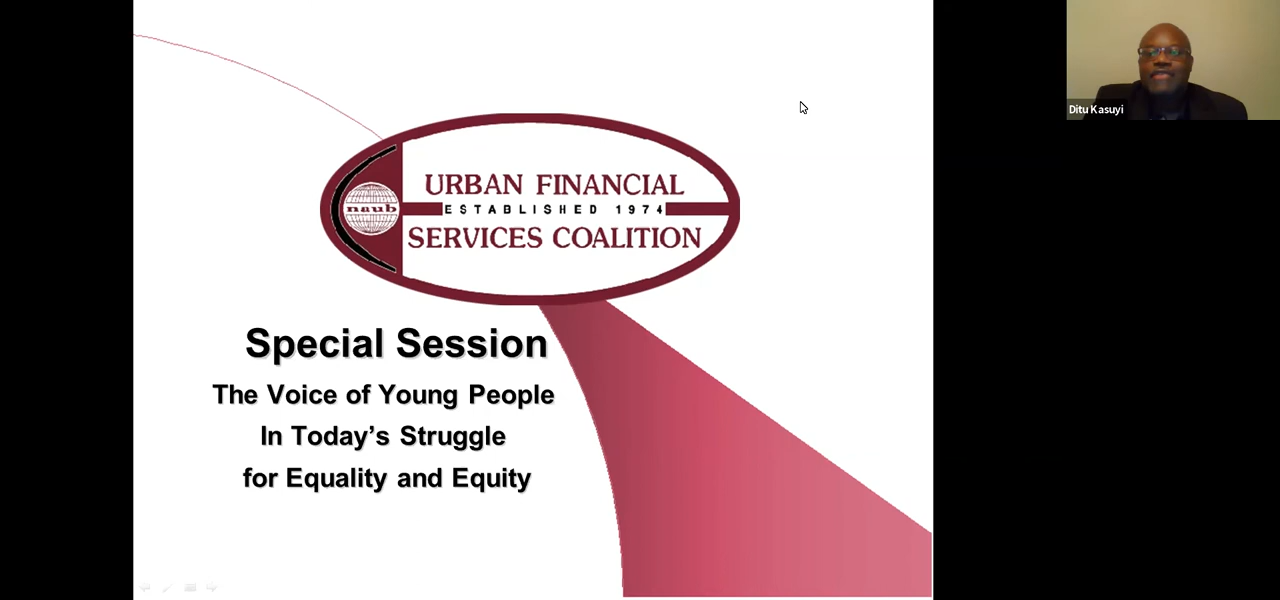 URBAN FINANCIAL
naub
ESTABLISHED 1974
SERVICES COALITION
Special Session
The Voice of Young People
In Today’s Struggle
for Equality and Equity
Ditu Kasuyi